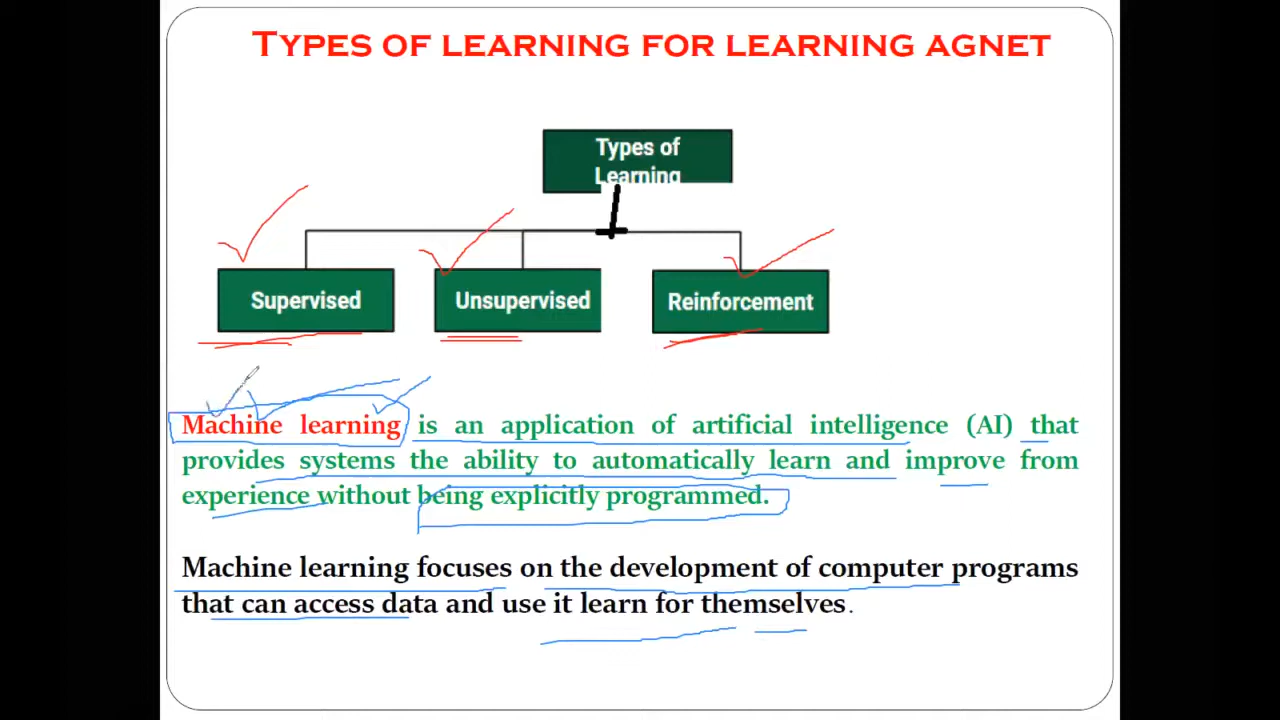 TYPES OF LEARNING FOR LEARNING AGNET
Types of
Learning
Supervised
Unsupervised
Reinforcement
Machine learning is an application of artificial intelligence (AI) that
provides systems the ability to automatically learn and improve from
experience without being explicitly programmed.
Machine learning focuses on the development of computer programs
that can access data and use it learn for themselves.